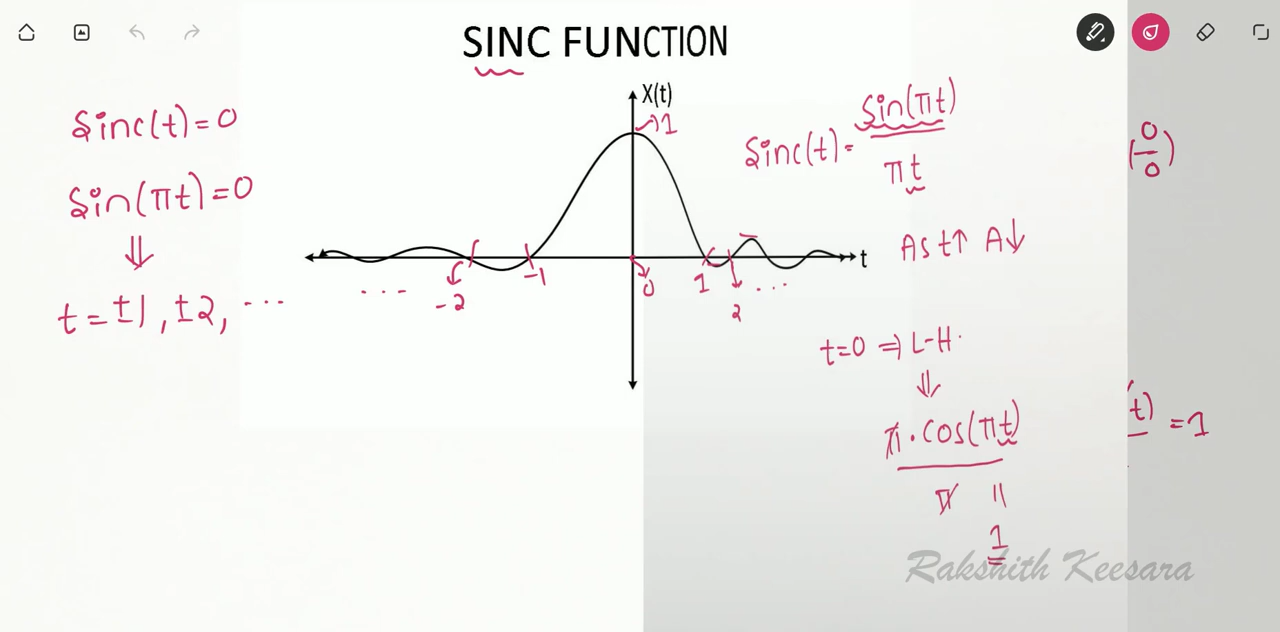 SINC FUNCTION
Sinc(t)=0
Sin(πt)=0
⇓
t=±1, ±2, ...
X(t)
→1
t
-2
-1
0
1
2
...
...
Sinc(t)= Sin(πt)
πt
As t↑ A↓
t=0 ⇒ L-H.
⇓
π.cos(πt)
π
||
1
(0/0)
t) =1
Rakshith Keesara